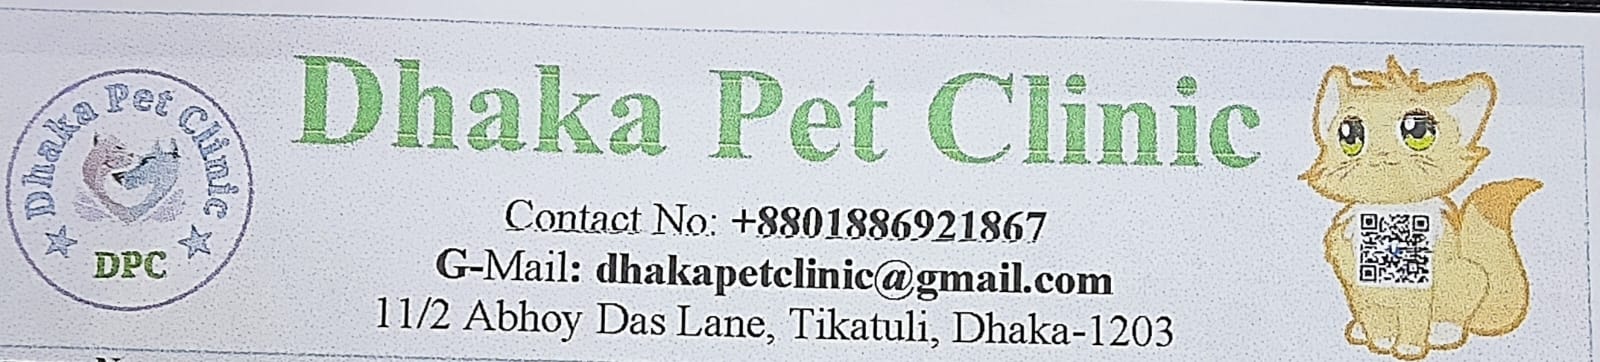 Dhaka Pet Clinic
DPC
Dhaka Pet Clinic
Contact No: +8801886921867
G-Mail: dhakapetclinic@gmail.com
11/2 Abhoy Das Lane, Tikatuli, Dhaka-1203